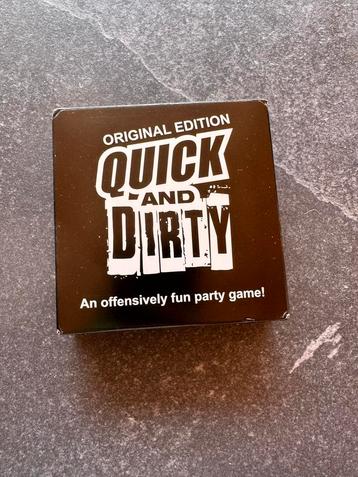 ORIGINAL EDITION
QUICK
AND
DIRTY
An offensively fun party game!